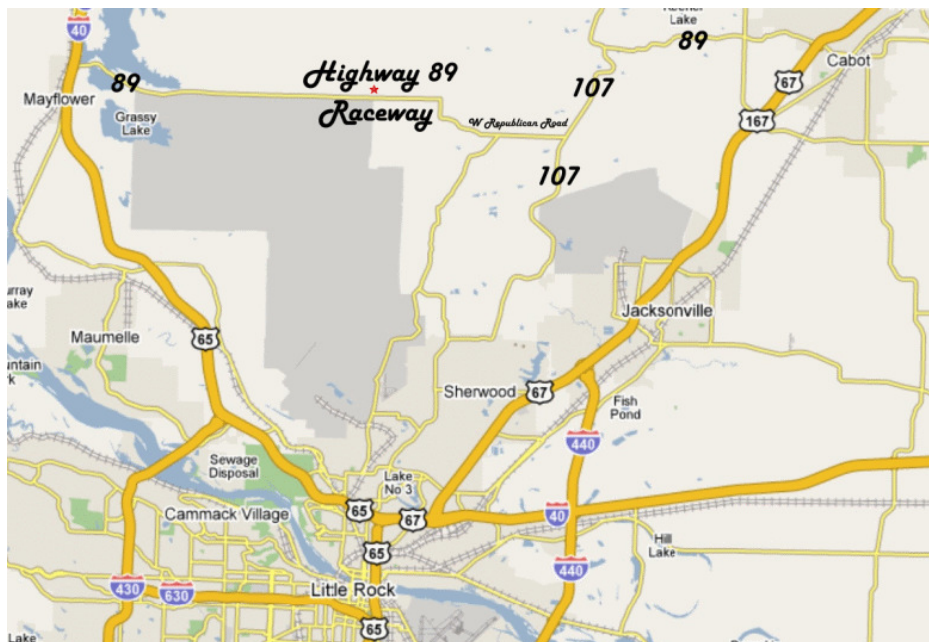 40
Keener
Lake
89
Cabot
Highway 89
67
89
107
Mayflower
Raceway
Grassy
Lake
W Republican Road
167
107
Lake
Jacksonville
65
Maumelle
Sherwood
67
Fish
Pond
440
Sewage
Disposal
Lake
No 3
40
Cammack Village
65
67
Hill
Lake
65
440
Little Rock
430
630
65
Lake